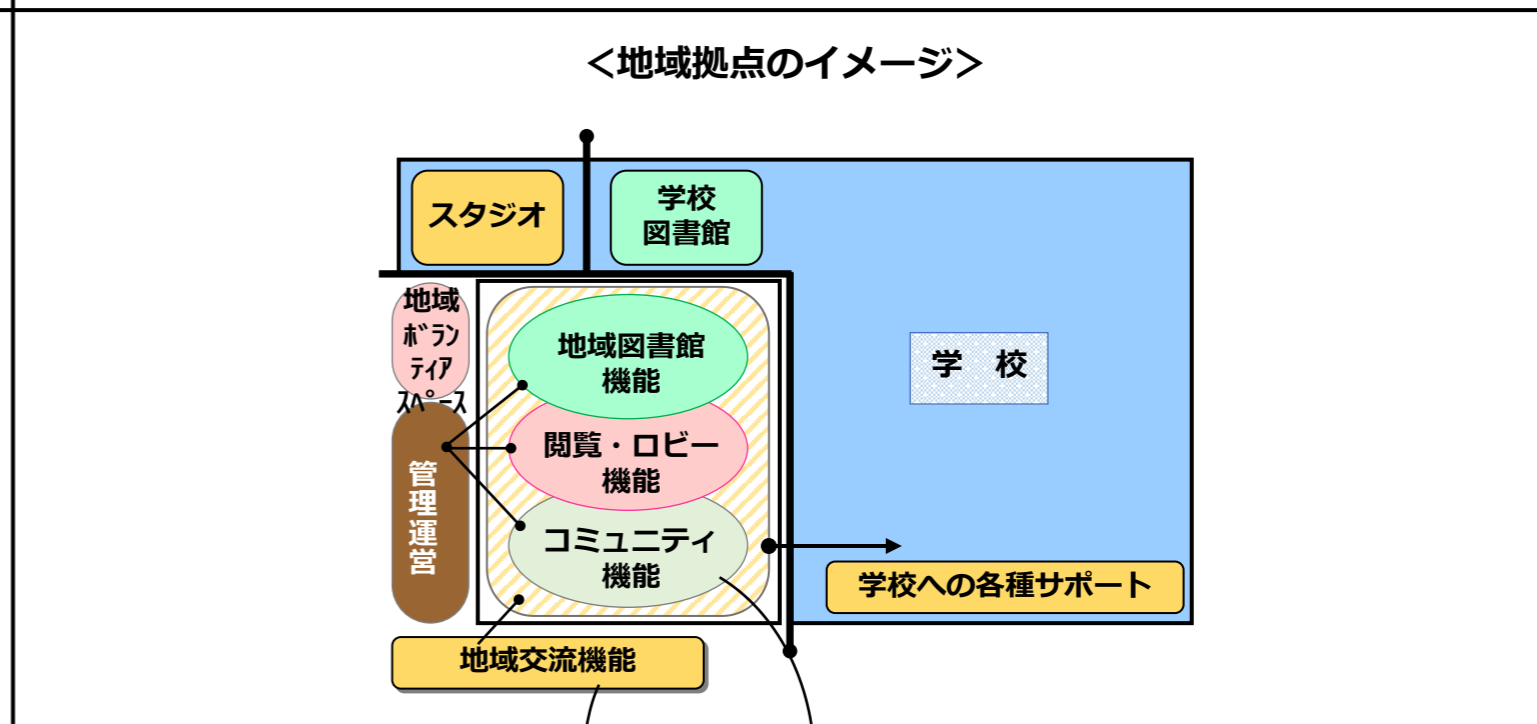 ＜地域拠点のイメージ＞
スタジオ
学校
図書館
地域
ﾎﾞﾗﾝ
ﾃｨｱ
ｽﾍﾟｰｽ
地域図書館
機能
学　校
閲覧・ロビー
機能
管理運営
コミュニティ
機能
学校への各種サポート
地域交流機能